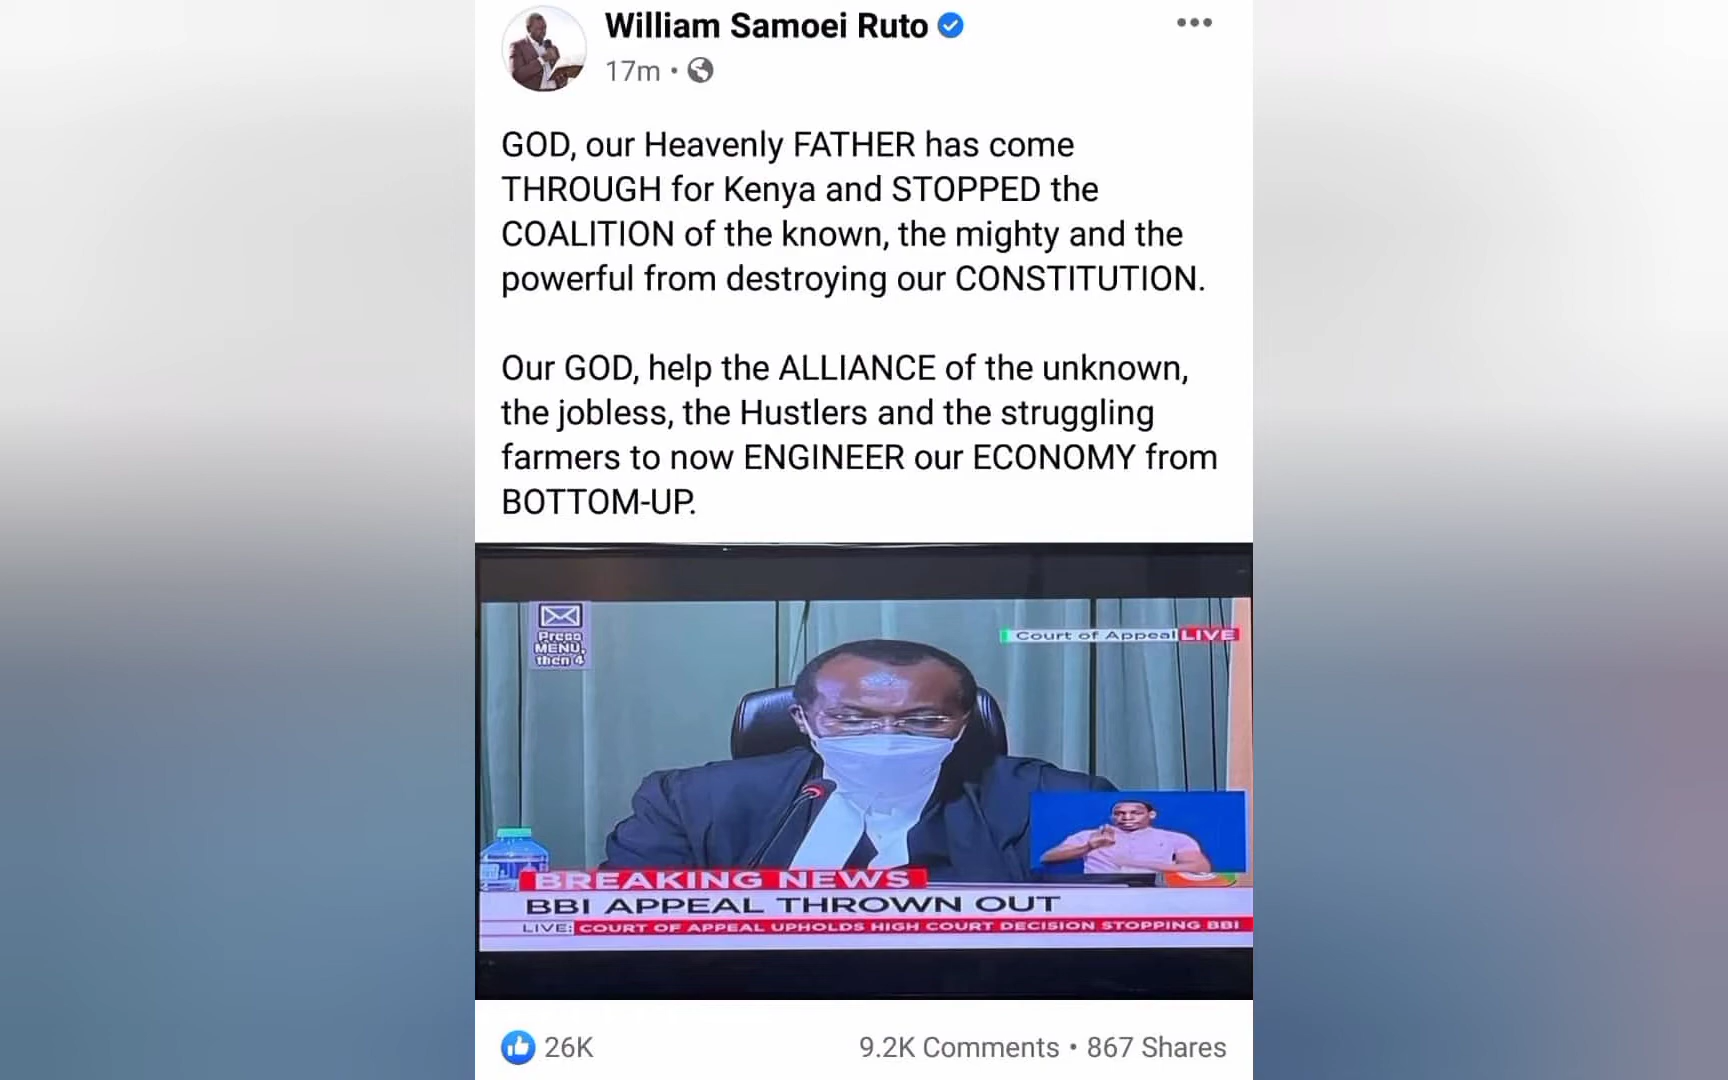 William Samoei Ruto
17m
GOD, our Heavenly FATHER has come
THROUGH for Kenya and STOPPED the
COALITION of the known, the mighty and the
powerful from destroying our CONSTITUTION.
Our GOD, help the ALLIANCE of the unknown,
the jobless, the Hustlers and the struggling
farmers to now ENGINEER our ECONOMY from
BOTTOM-UP.
Press
MENU,
then 4
Court of Appeal LIVE
BREAKING NEWS
BBI APPEAL THROWN OUT
LIVE: COURT OF APPEAL UPHOLDS HIGH COURT DECISION STOPPING BBI
26K
9.2K Comments • 867 Shares